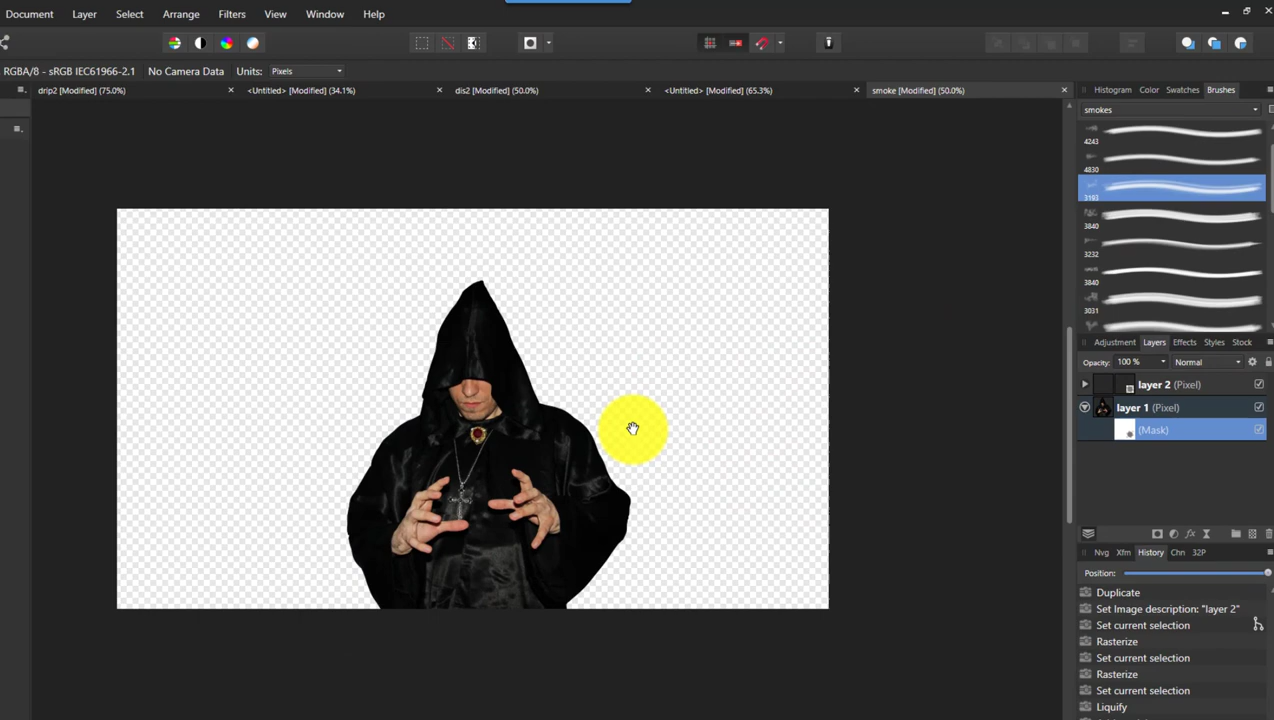 Document Layer Select Arrange Filters View Window Help
RGBA/8 - sRGB IEC61966-2.1 No Camera Data Units: Pixels
drip2 [Modified] (75.0%) <Untitled> [Modified] (34.1%) dis2 [Modified] (50.0%) <Untitled> [Modified] (65.3%) smoke [Modified] (50.0%)
Histogram Color Swatches Brushes
smokes
4243
4830
3193
3840
3232
3840
3031
Adjustment Layers Effects Styles Stock
Opacity: 100 % Normal
layer 2 (Pixel)
layer 1 (Pixel)
(Mask)
Nvg Xfm History Chn 32P
Position:
Duplicate
Set Image description: "layer 2"
Set current selection
Rasterize
Set current selection
Rasterize
Set current selection
Liquify